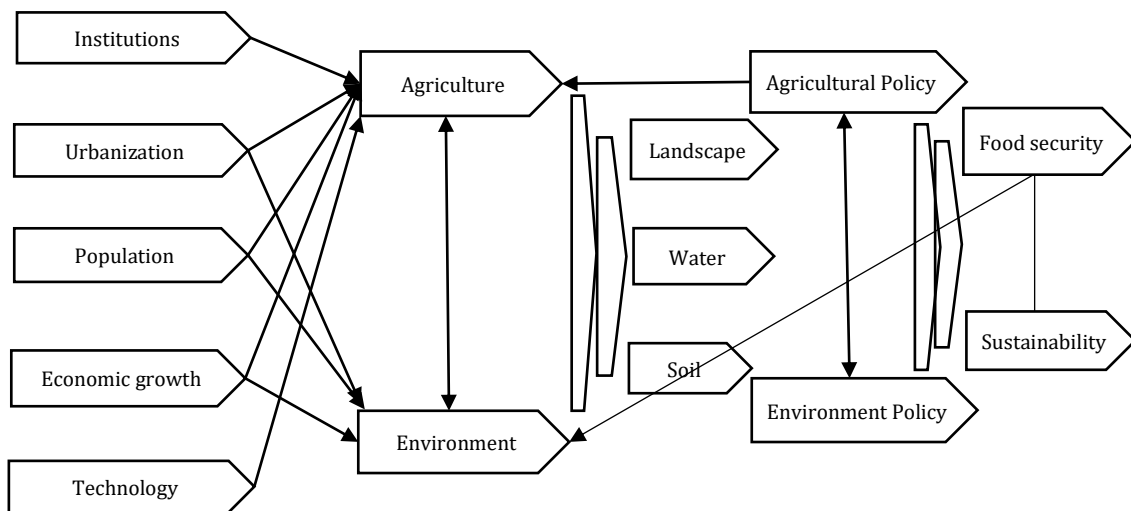 Institutions
Urbanization
Population
Economic growth
Technology
Agriculture
Environment
Landscape
Water
Soil
Agricultural Policy
Environment Policy
Food security
Sustainability